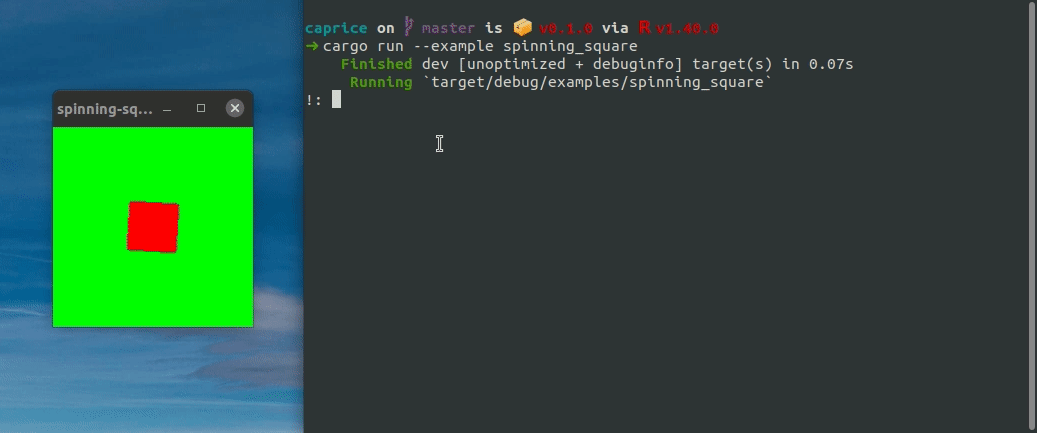 spinning-sq...
caprice on master is 📦 v0.1.0 via R v1.40.0
➜ cargo run --example spinning_square
Finished dev [unoptimized + debuginfo] target(s) in 0.07s
Running `target/debug/examples/spinning_square`
!: